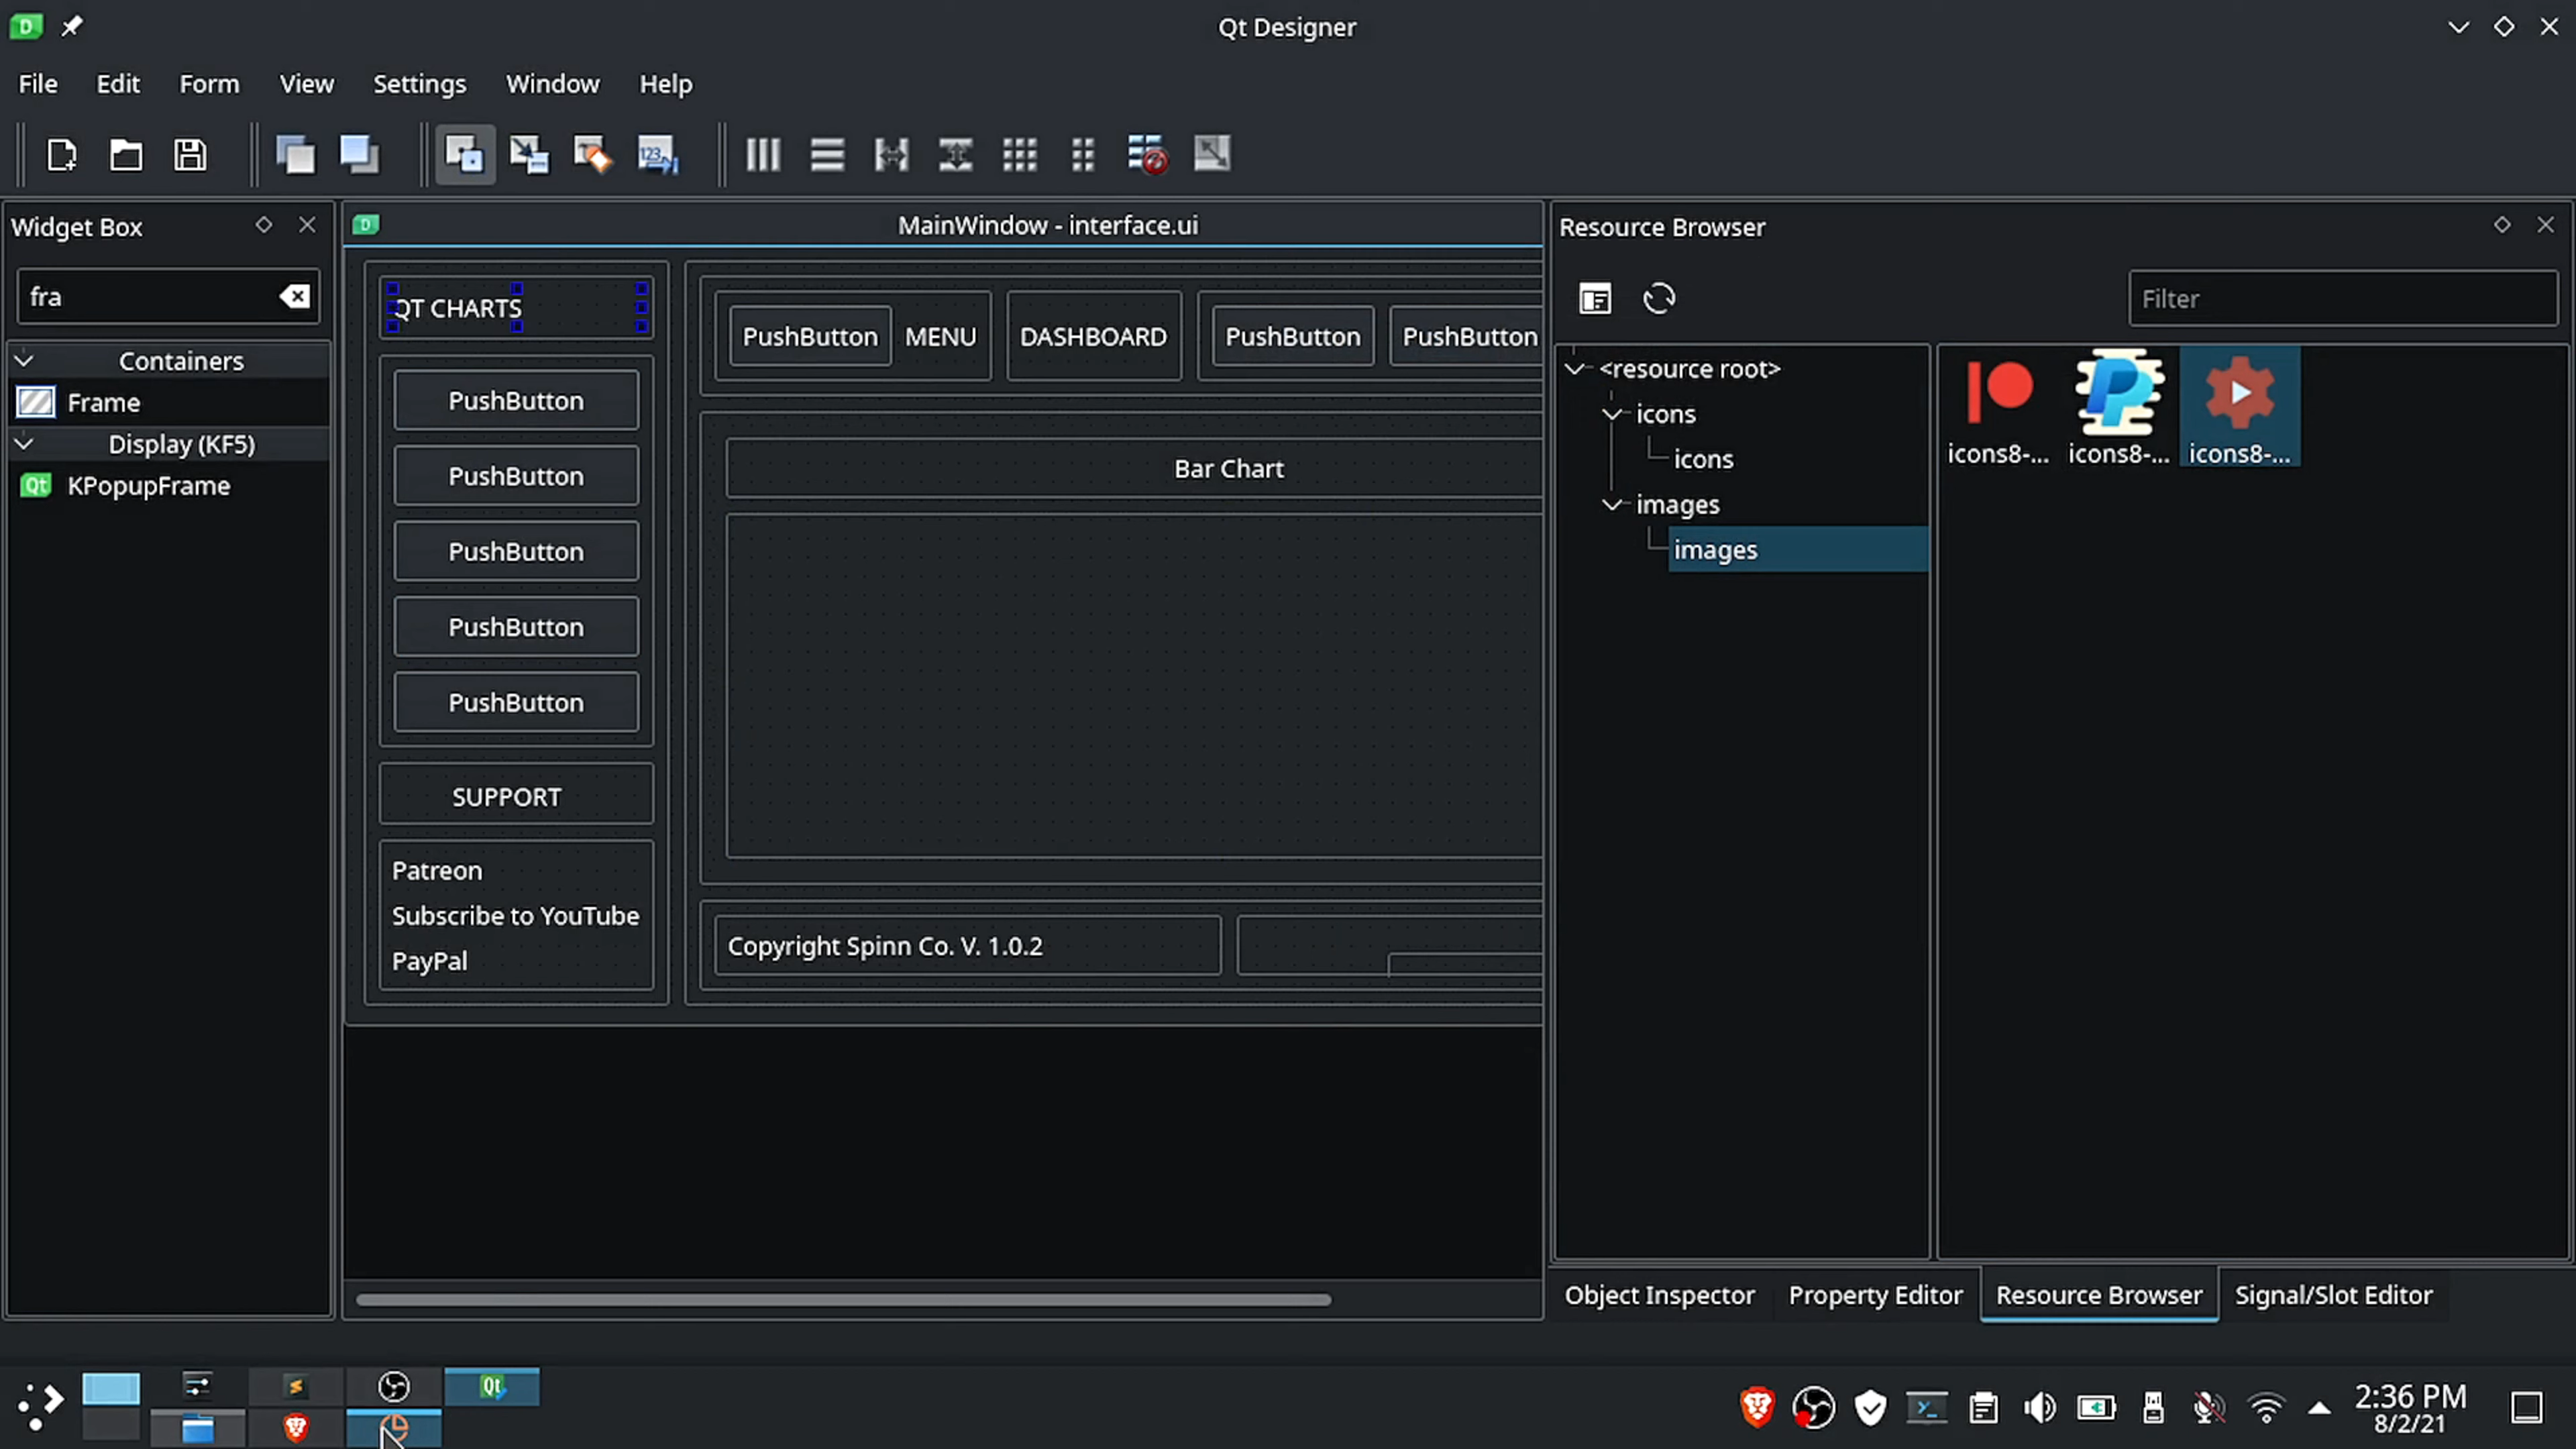 Qt Designer
File Edit Form View Settings Window Help
Widget Box
fra
Containers
Frame
Display (KF5)
KPopupFrame
MainWindow - interface.ui
QT CHARTS
PushButton
PushButton
PushButton
PushButton
PushButton
SUPPORT
Patreon
Subscribe to YouTube
PayPal
PushButton MENU DASHBOARD PushButton PushButton
Bar Chart
Copyright Spinn Co. V. 1.0.2
Resource Browser
Filter
<resource root>
icons
icons
images
images
icons8-... icons8-... icons8-...
Object Inspector Property Editor Resource Browser Signal/Slot Editor
2:36 PM
8/2/21